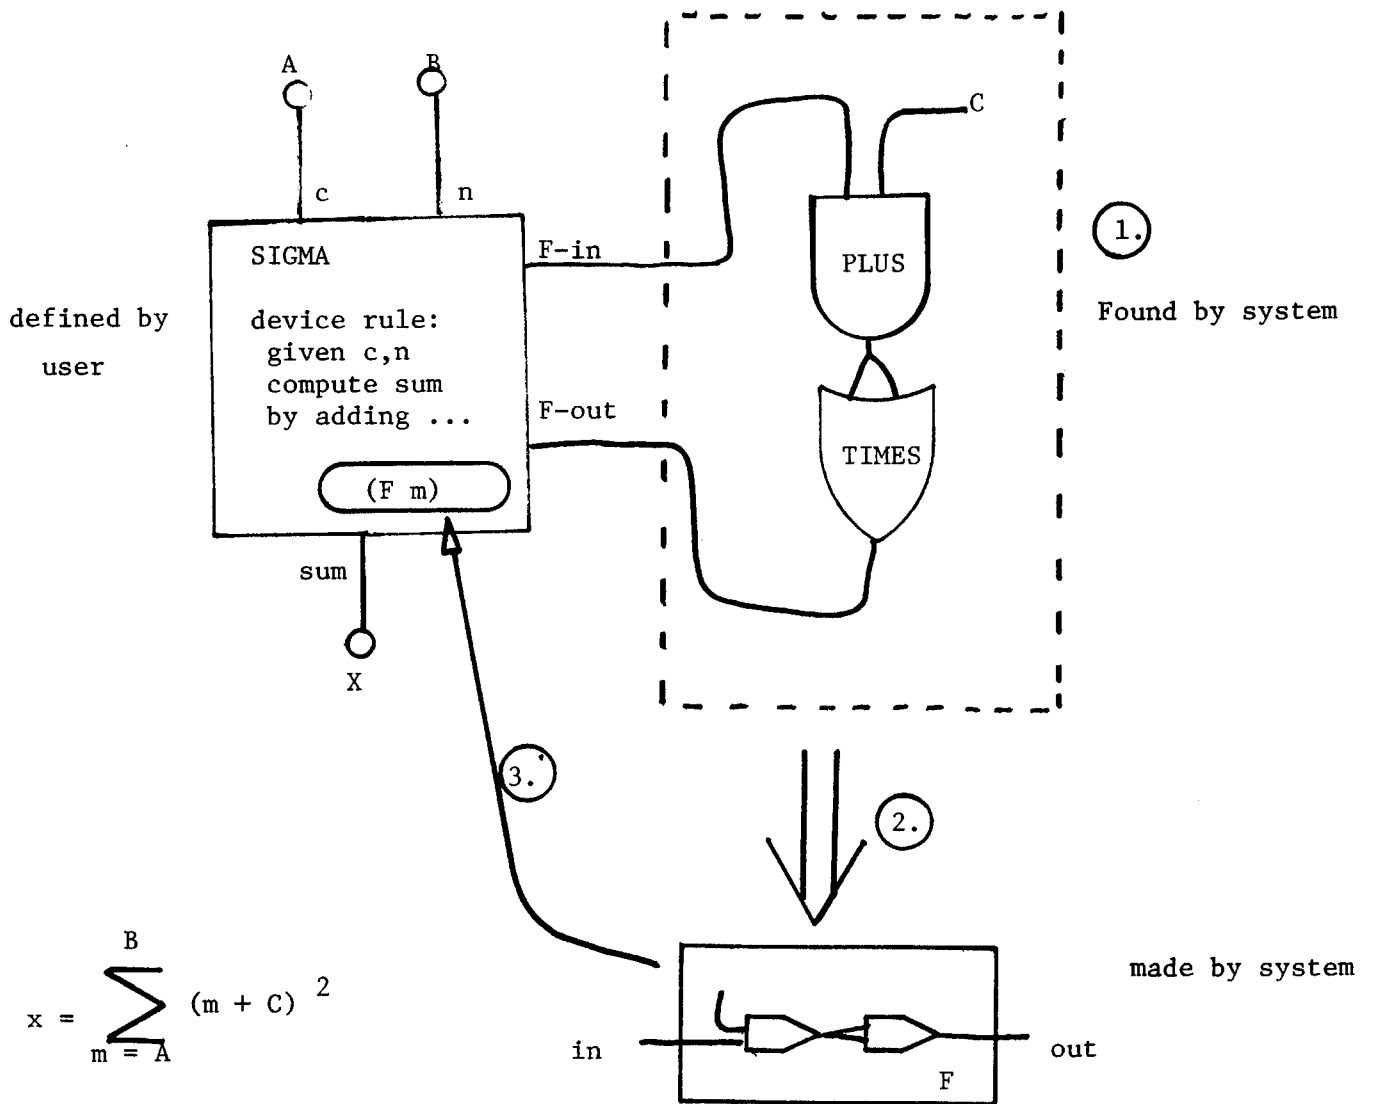 A
B
c
n
C
SIGMA
F-in
PLUS
1.
defined by
user
device rule:
given c,n
compute sum
by adding ...
Found by system
F-out
TIMES
(F m)
sum
X
3.
2.
B
x = ∑ (m + C) 2
m = A
made by system
in
out
F